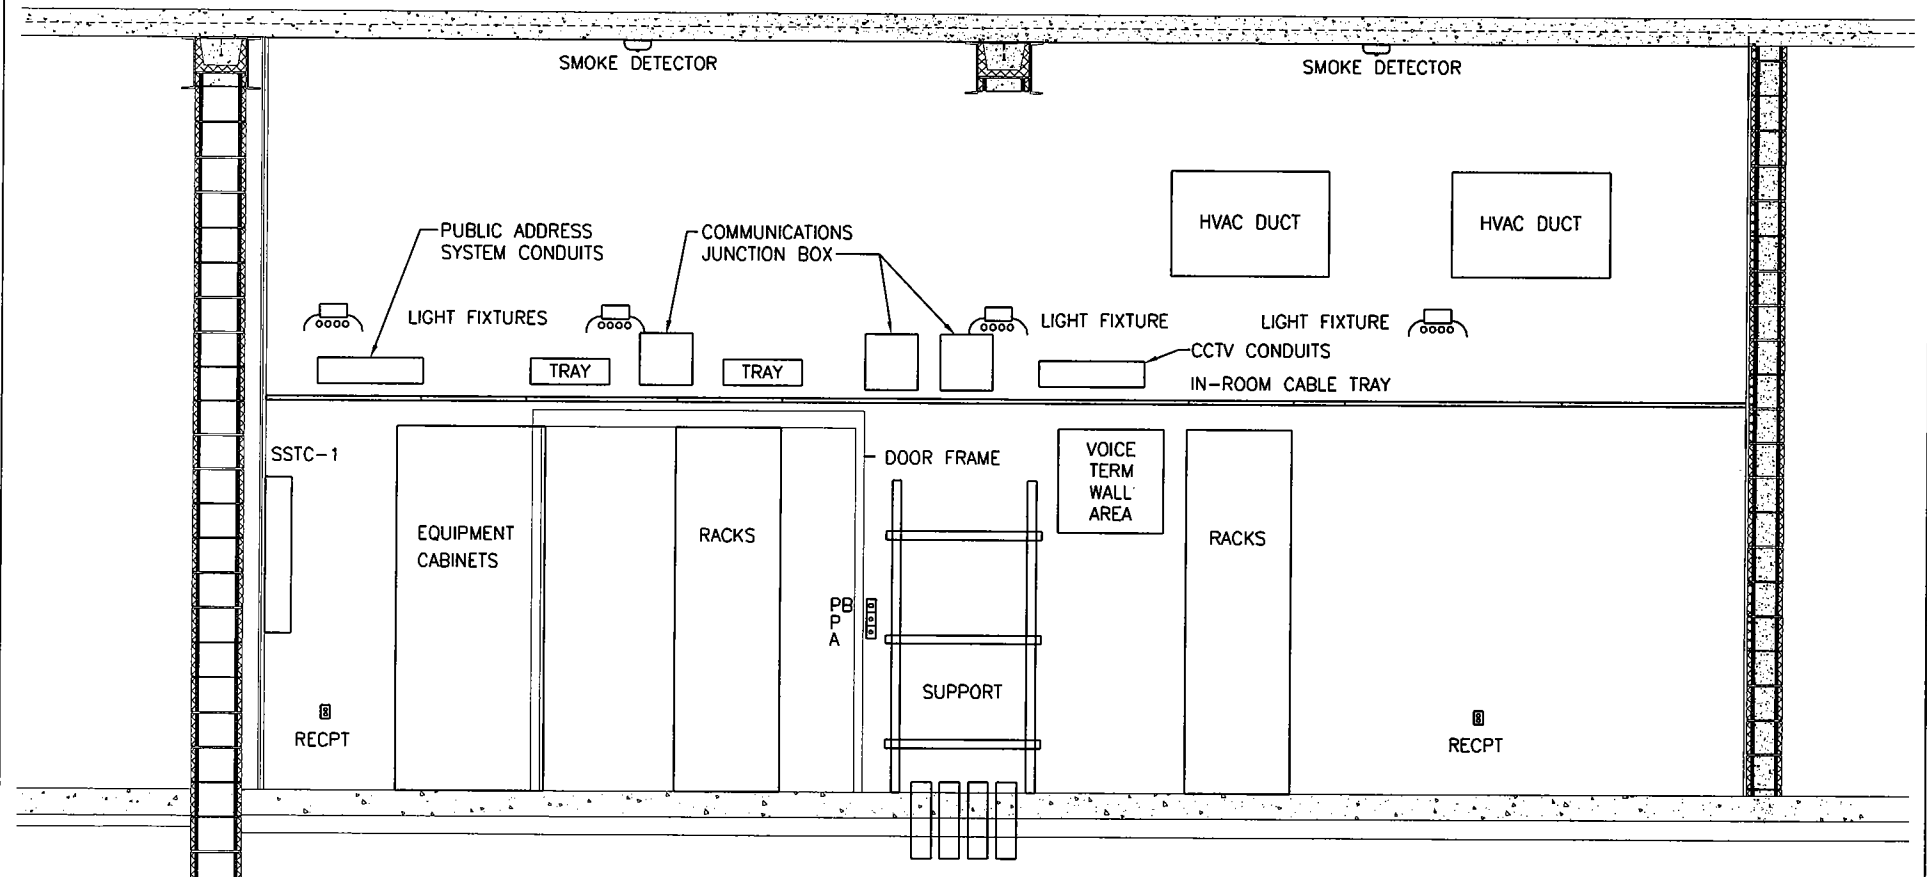 SMOKE DETECTOR
SMOKE DETECTOR
HVAC DUCT
HVAC DUCT
PUBLIC ADDRESS
SYSTEM CONDUITS
COMMUNICATIONS
JUNCTION BOX
LIGHT FIXTURES
LIGHT FIXTURE
LIGHT FIXTURE
CCTV CONDUITS
TRAY
TRAY
IN-ROOM CABLE TRAY
SSTC-1
DOOR FRAME
VOICE
TERM
WALL
AREA
EQUIPMENT
CABINETS
RACKS
RACKS
PB
P
A
SUPPORT
RECPT
RECPT